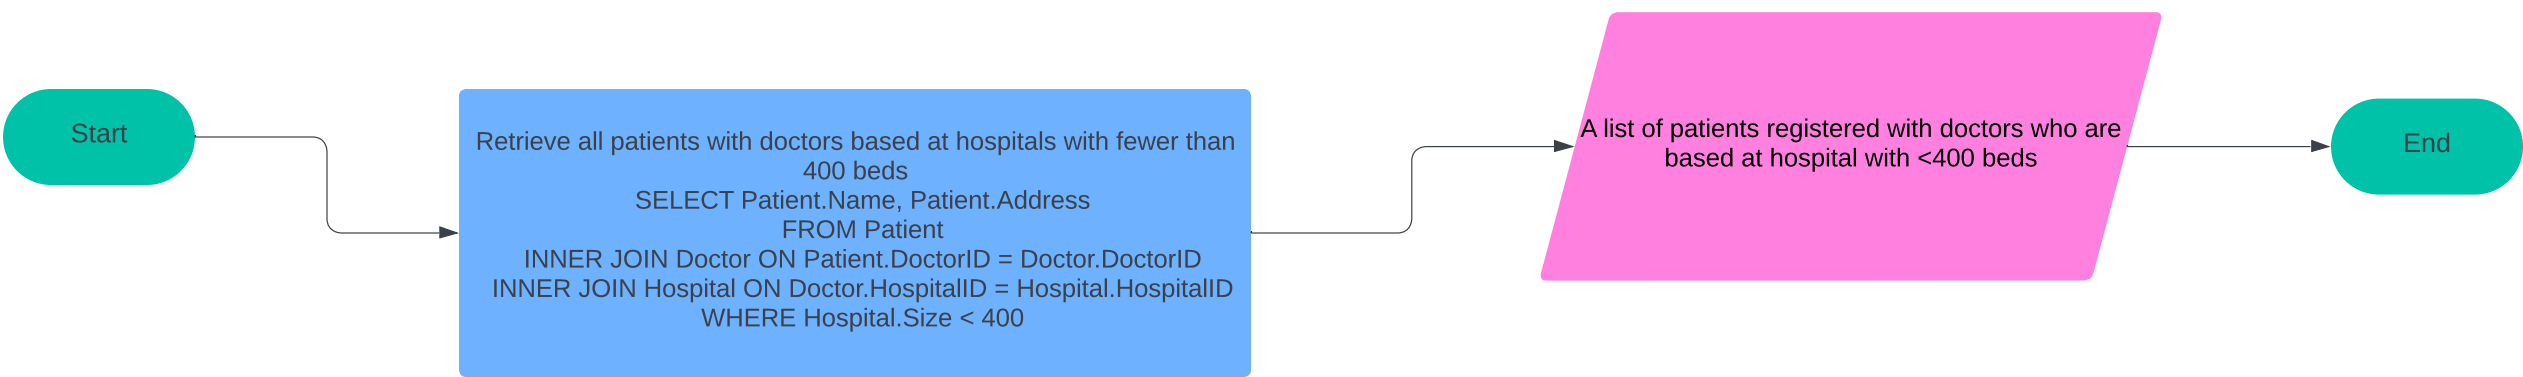 Start
Retrieve all patients with doctors based at hospitals with fewer than
400 beds
SELECT Patient.Name, Patient.Address
FROM Patient
INNER JOIN Doctor ON Patient.DoctorID = Doctor.DoctorID
INNER JOIN Hospital ON Doctor.HospitalID = Hospital.HospitalID
WHERE Hospital.Size < 400
A list of patients registered with doctors who are
based at hospital with <400 beds
End